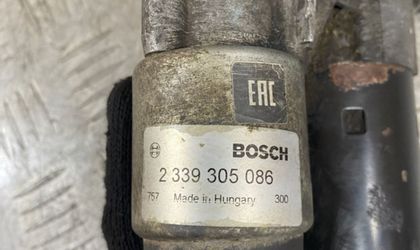 EAC
BOSCH
2 339 305 086
757 Made in Hungary 300